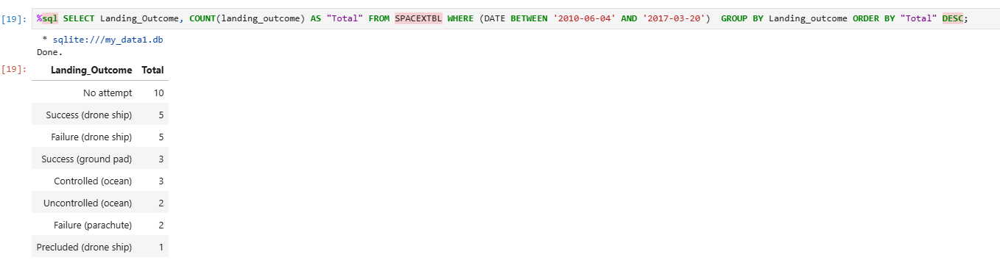 [19]: %sql SELECT Landing_Outcome, COUNT(landing_outcome) AS "Total" FROM SPACEXTBL WHERE (DATE BETWEEN '2010-06-04' AND '2017-03-20')  GROUP BY Landing_outcome ORDER BY "Total" DESC;
* sqlite:///my_data1.db
Done.
[19]: Landing_Outcome Total
No attempt 10
Success (drone ship) 5
Failure (drone ship) 5
Success (ground pad) 3
Controlled (ocean) 3
Uncontrolled (ocean) 2
Failure (parachute) 2
Precluded (drone ship) 1